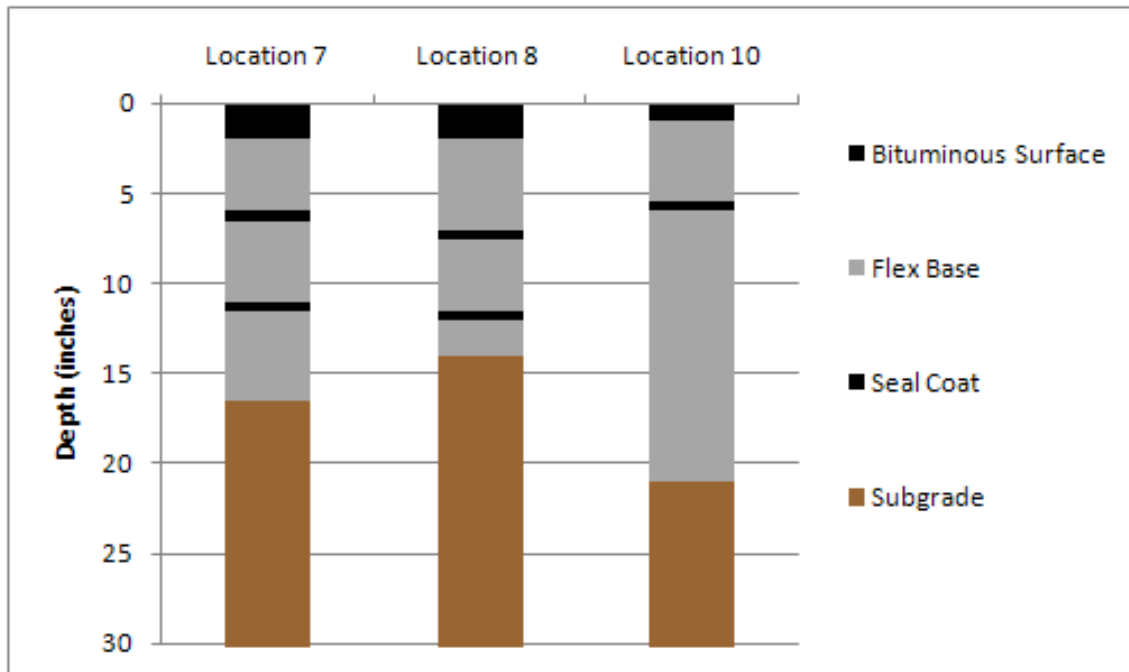 Location 7 Location 8 Location 10
0
5
10
15
20
25
30
Depth (inches)
Bituminous Surface
Flex Base
Seal Coat
Subgrade